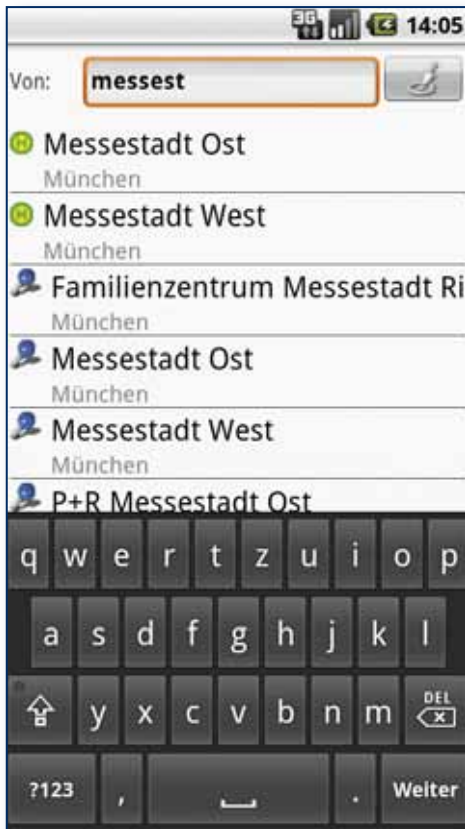 3G 14:05
Von: messest
H Messestadt Ost
München
H Messestadt West
München
Familienzentrum Messestadt Ri
München
Messestadt Ost
München
Messestadt West
München
P+R Messestadt Ost
q w e r t z u i o p
a s d f g h j k l
y x c v b n m DEL
?123 , . Weiter